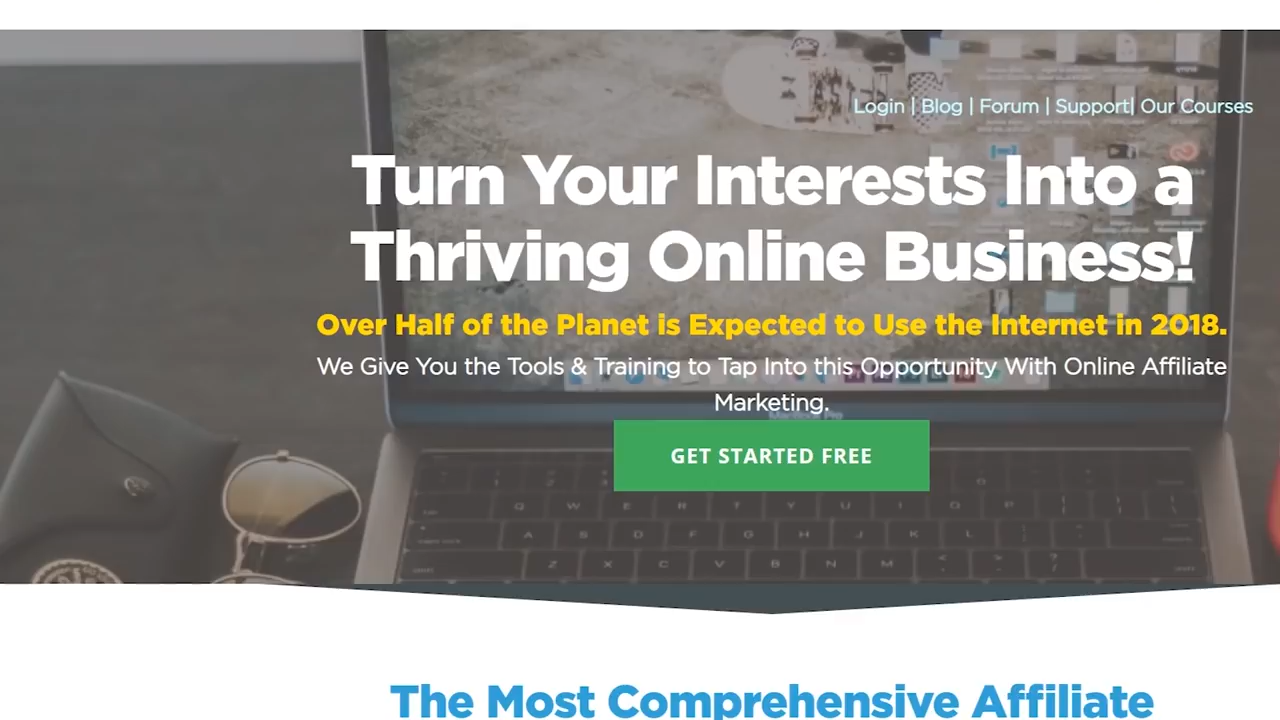 Login | Blog | Forum | Support| Our Courses
Turn Your Interests Into a
Thriving Online Business!
Over Half of the Planet is Expected to Use the Internet in 2018.
We Give You the Tools & Training to Tap Into this Opportunity With Online Affiliate
Marketing.
MacBook Pro
GET STARTED FREE
Q W E R T Y U I O P
A S D F G H J K L
Z X C V B N M
The Most Comprehensive Affiliate